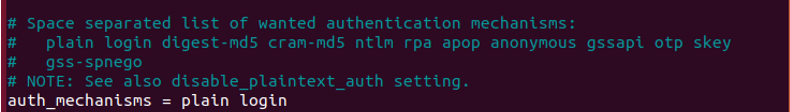 # Space separated list of wanted authentication mechanisms:
#   plain login digest-md5 cram-md5 ntlm rpa apop anonymous gssapi otp skey
#   gss-spnego
# NOTE: See also disable_plaintext_auth setting.
auth_mechanisms = plain login